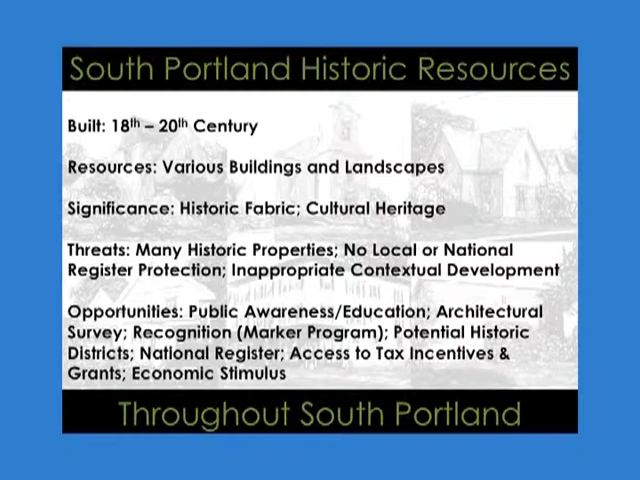 South Portland Historic Resources
Built: 18th – 20th Century
Resources: Various Buildings and Landscapes
Significance: Historic Fabric; Cultural Heritage
Threats: Many Historic Properties; No Local or National
Register Protection; Inappropriate Contextual Development
Opportunities: Public Awareness/Education; Architectural
Survey; Recognition (Marker Program); Potential Historic
Districts; National Register; Access to Tax Incentives &
Grants; Economic Stimulus
Throughout South Portland